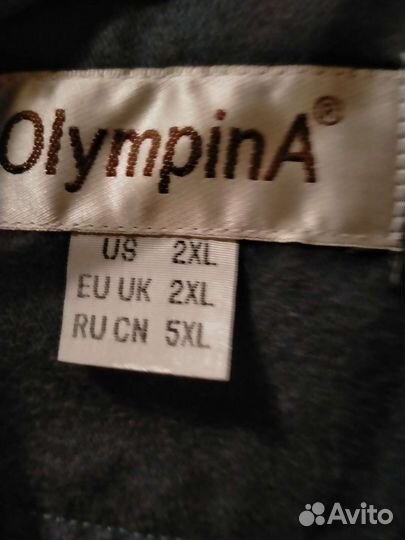 OlympinA®
US 2XL
EU UK 2XL
RU CN 5XL
Avito